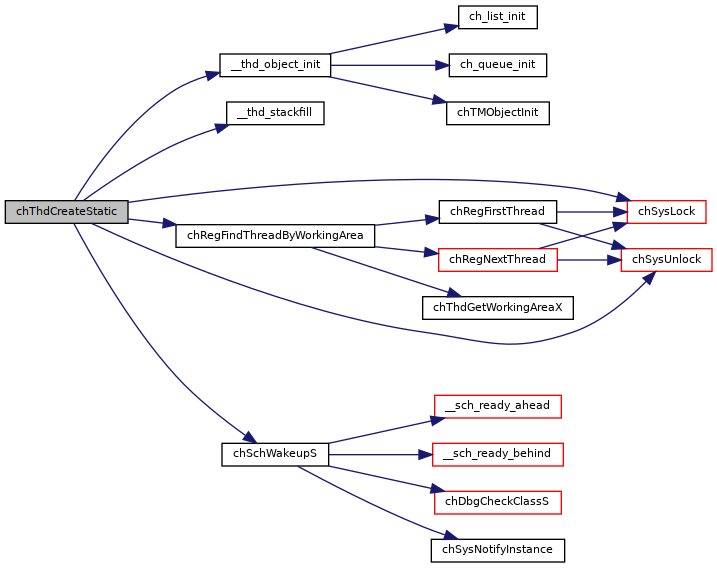 ch_list_init
__thd_object_init
ch_queue_init
chTMObjectInit
__thd_stackfill
chThdCreateStatic
chRegFirstThread
chSysLock
chRegFindThreadByWorkingArea
chRegNextThread
chSysUnlock
chThdGetWorkingAreaX
__sch_ready_ahead
chSchWakeupS
__sch_ready_behind
chDbgCheckClassS
chSysNotifyInstance